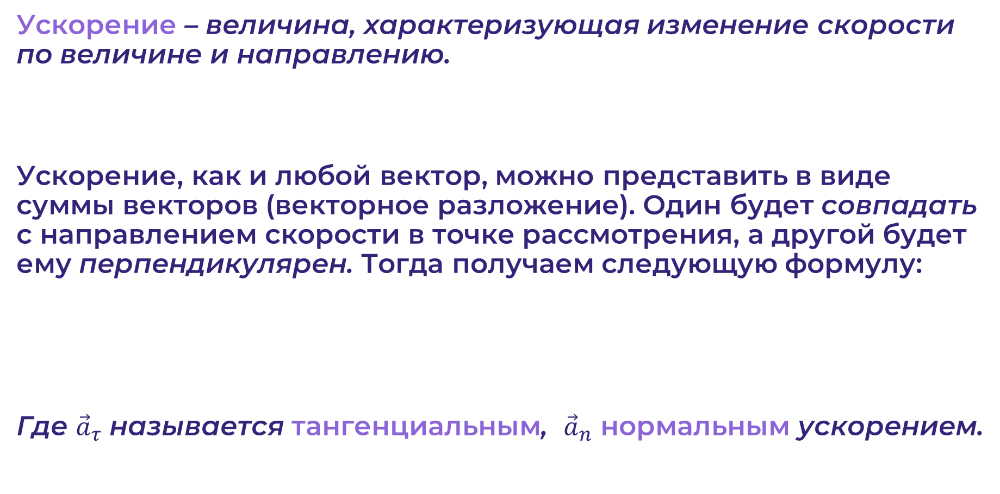 Ускорение – величина, характеризующая изменение скорости
по величине и направлению.
Ускорение, как и любой вектор, можно представить в виде
суммы векторов (векторное разложение). Один будет совпадать
с направлением скорости в точке рассмотрения, а другой будет
ему перпендикулярен. Тогда получаем следующую формулу:
Где \(\vec{a}_\tau\) называется тангенциальным, \(\vec{a}_n\) нормальным ускорением.